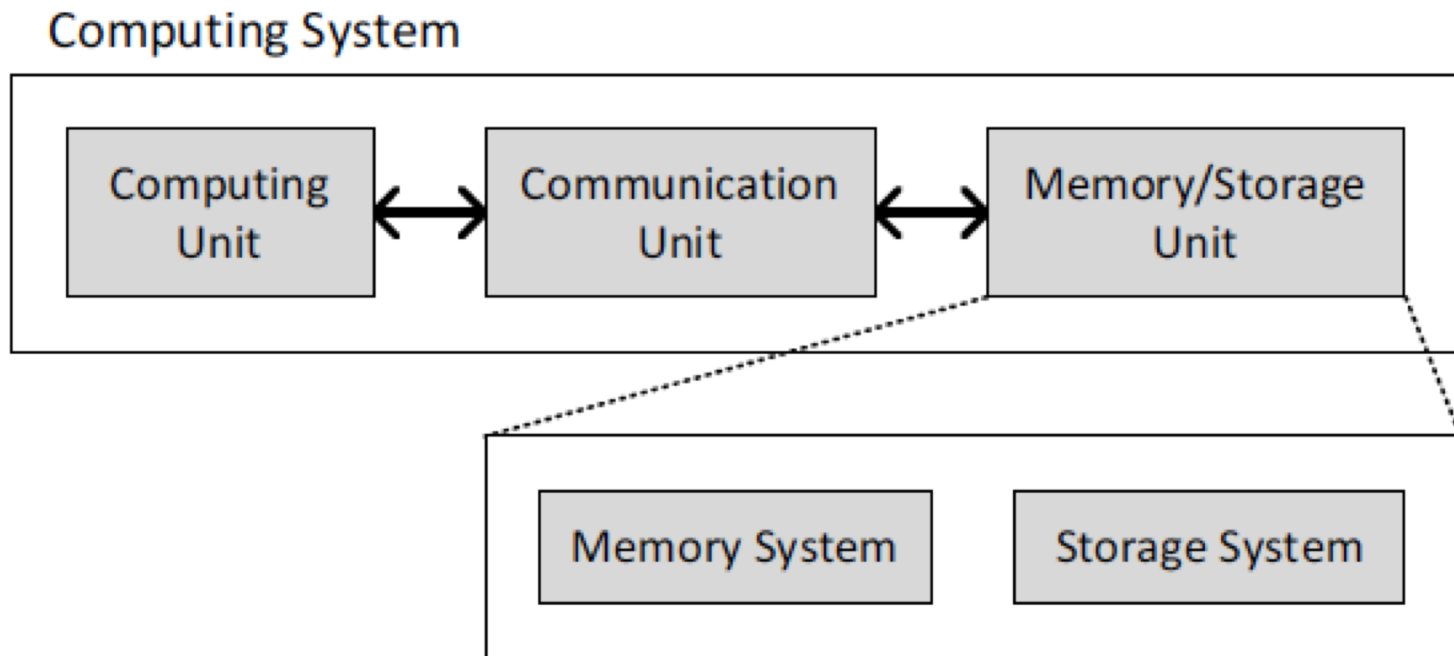 Computing System
Computing
Unit
Communication
Unit
Memory/Storage
Unit
Memory System
Storage System